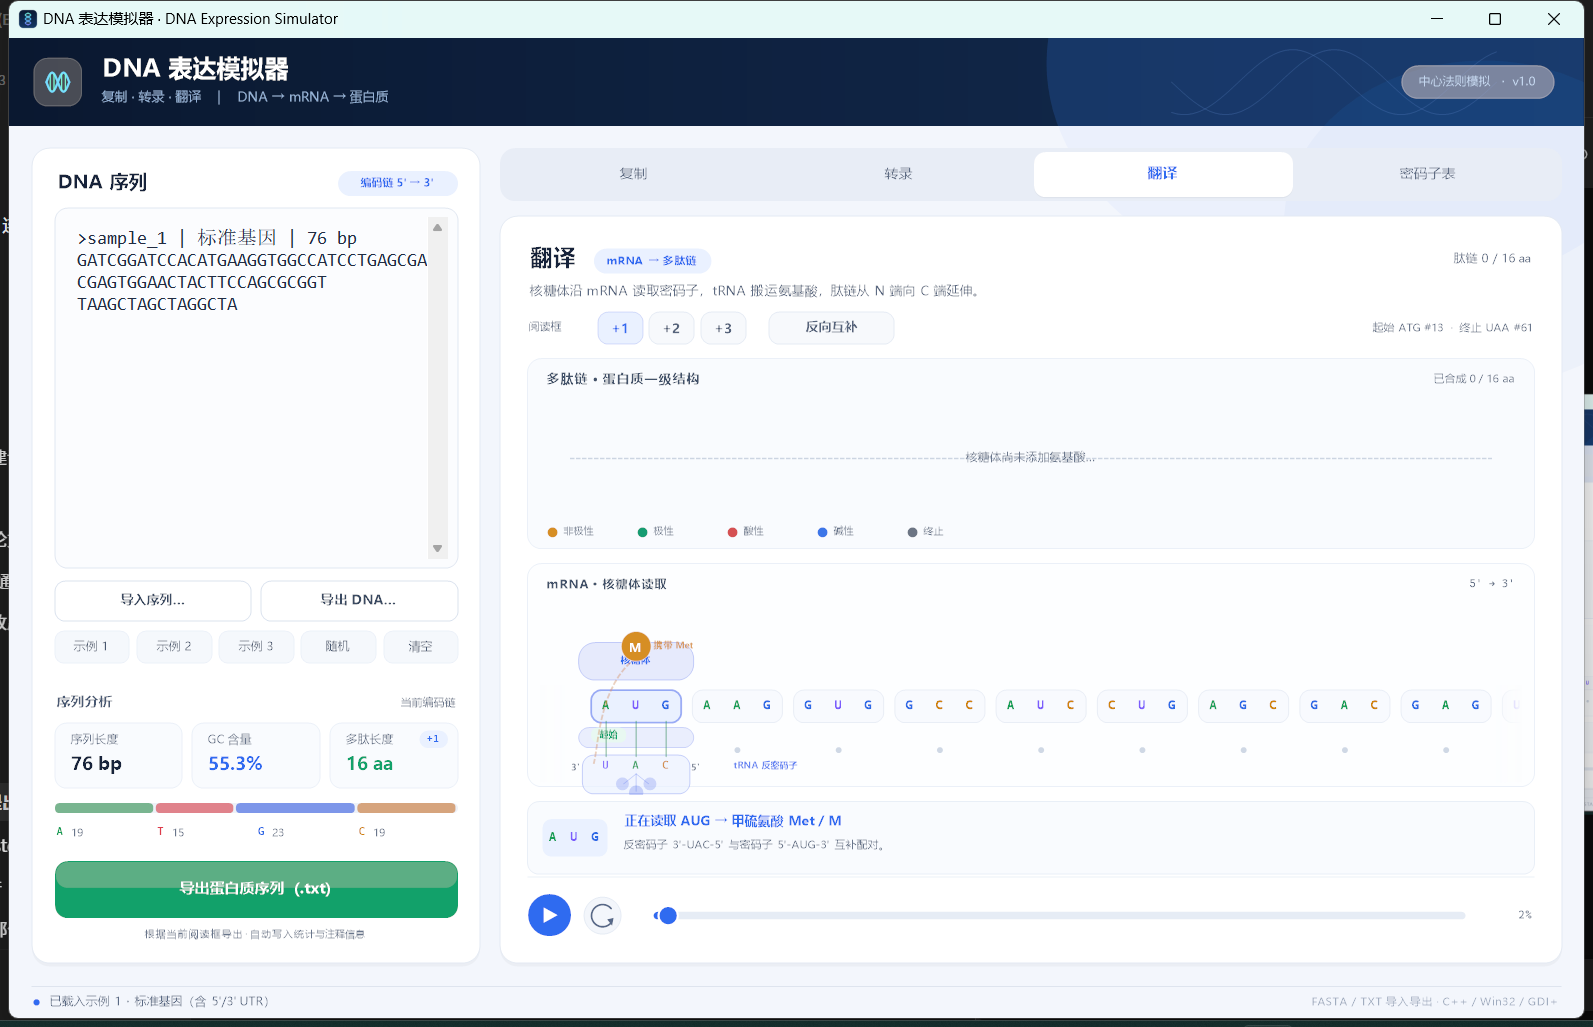 DNA 表达模拟器 · DNA Expression Simulator
DNA 表达模拟器
复制 · 转录 · 翻译 | DNA → mRNA → 蛋白质
中心法则模拟 · v1.0
DNA 序列
编码链 5' → 3'
>sample_1 | 标准基因 | 76 bp
GATCGGATCCACATGAAGGTGGCCATCCTGAGCGA
CGAGTGGAACTACTTCCAGCGCGGT
TAAGCTAGCTAGGCTA
导入序列...
导出 DNA...
示例 1
示例 2
示例 3
随机
清空
序列分析
当前编码链
序列长度
76 bp
GC 含量
55.3%
多肽长度
+1
16 aa
A 19
T 15
G 23
C 19
导出蛋白质序列 (.txt)
根据当前阅读框导出 · 自动写入统计与注释信息
复制
转录
翻译
密码子表
翻译
mRNA → 多肽链
肽链 0 / 16 aa
核糖体沿 mRNA 读取密码子，tRNA 搬运氨基酸，肽链从 N 端向 C 端延伸。
阅读框
+1
+2
+3
反向互补
起始 ATG #13 · 终止 UAA #61
多肽链 • 蛋白质一级结构
已合成 0 / 16 aa
核糖体尚未添加氨基酸...
非极性
极性
酸性
碱性
终止
mRNA · 核糖体读取
5' → 3'
M
携带 Met
核糖体
A U G
A A G
G U G
G C C
A U C
C U G
A G C
G A C
G A G
U
起始
3' U A C 5'
tRNA 反密码子
A U G
正在读取 AUG → 甲硫氨酸 Met / M
反密码子 3'-UAC-5' 与密码子 5'-AUG-3' 互补配对。
2%
已载入示例 1 · 标准基因（含 5'/3' UTR）
FASTA / TXT 导入导出 · C++ / Win32 / GDI+